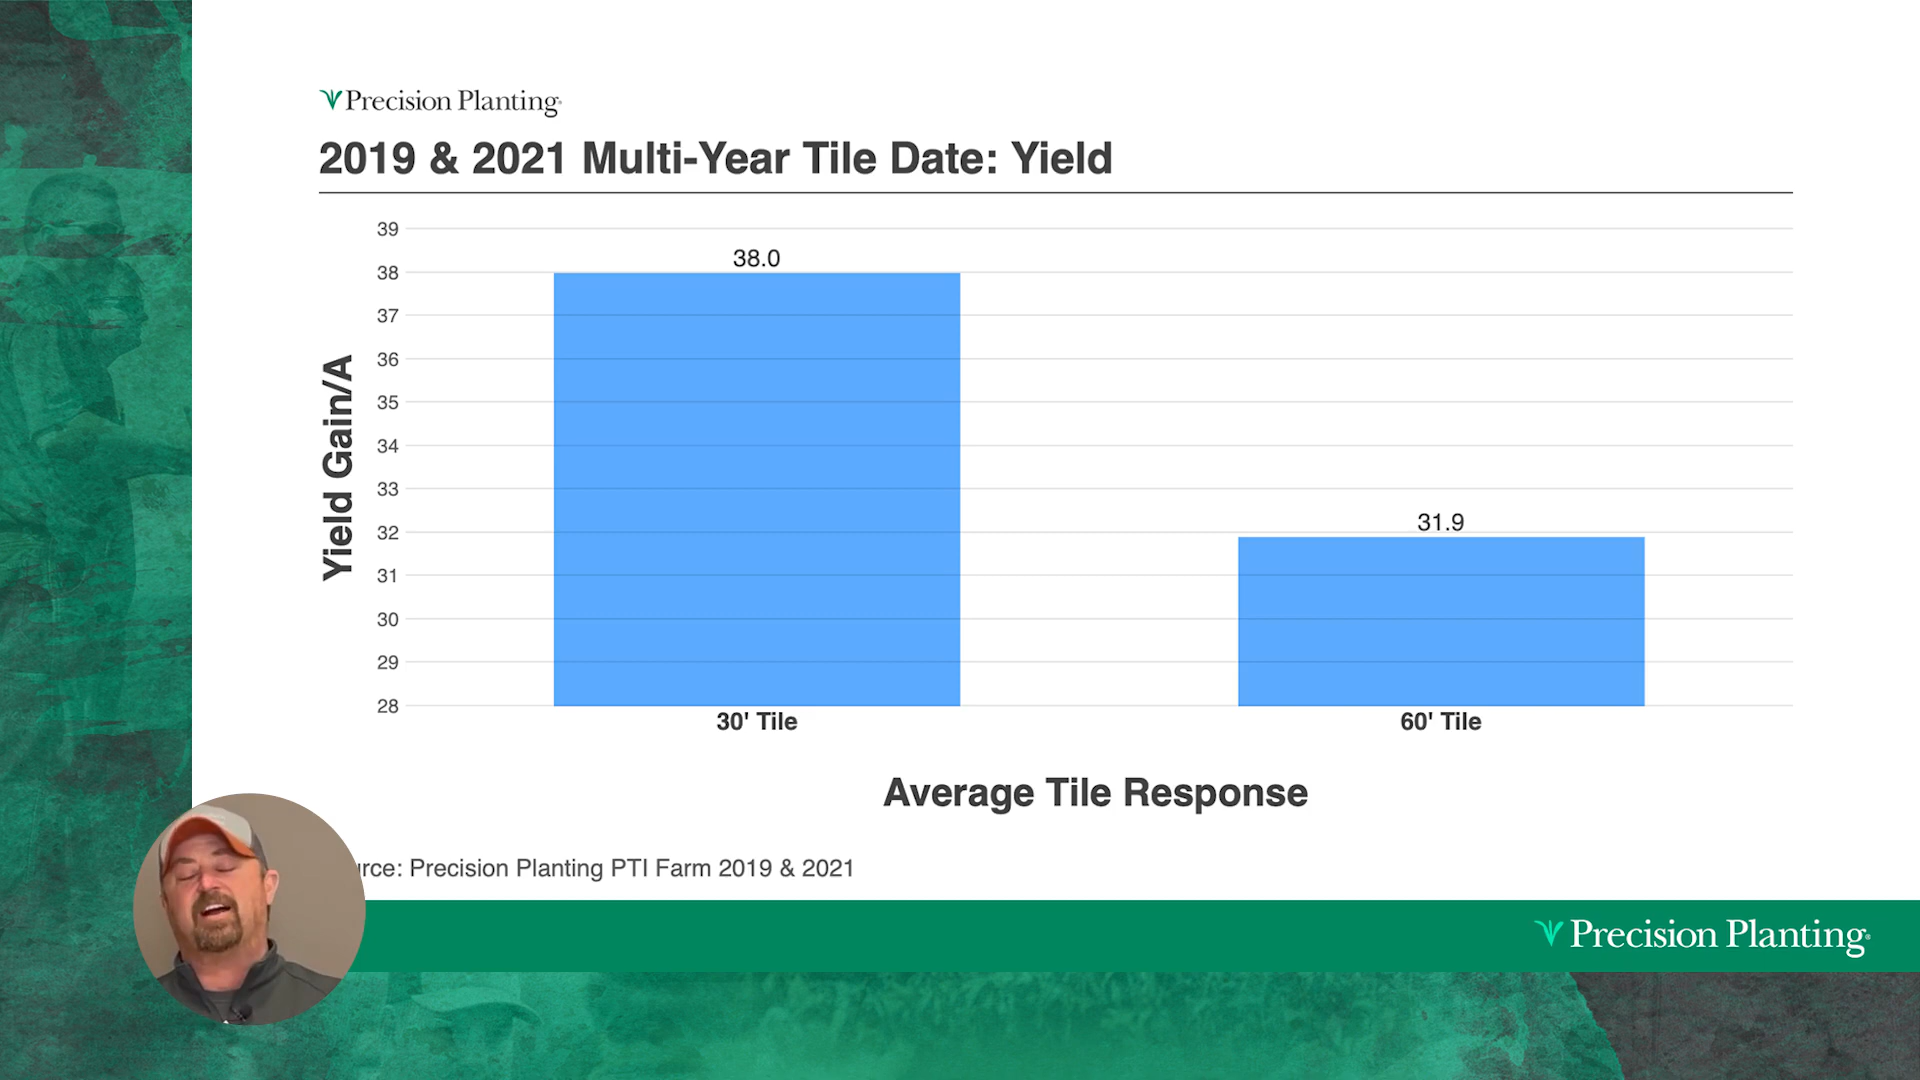 Precision Planting
2019 & 2021 Multi-Year Tile Date: Yield
39
38
37
36
35
34
33
32
31
30
29
28
Yield Gain/A
38.0
31.9
30' Tile
60' Tile
Average Tile Response
rce: Precision Planting PTI Farm 2019 & 2021
Precision Planting